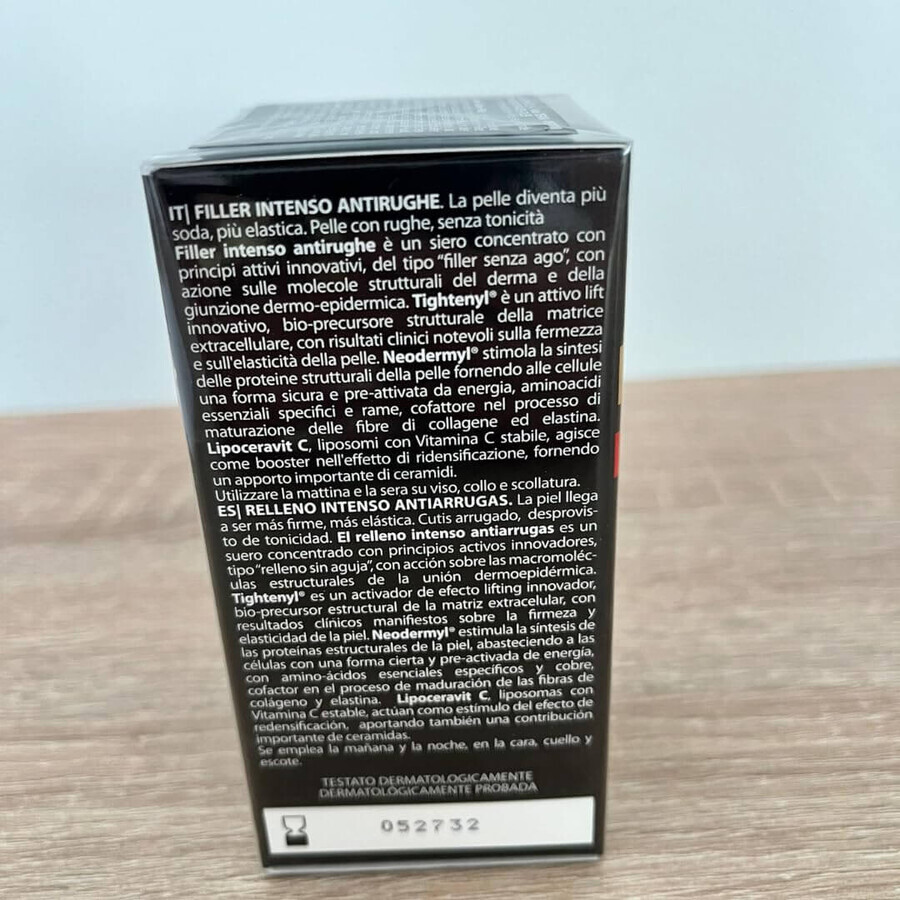 IT| FILLER INTENSO ANTIRUGHE. La pelle diventa più
soda, più elastica. Pelle con rughe, senza tonicità
Filler intenso antirughe è un siero concentrato con
principi attivi innovativi, del tipo "filler senza ago", con
azione sulle molecole strutturali del derma e della
giunzione dermo-epidermica. Tightenyl® è un attivo lift
innovativo, bio-precursore strutturale della matrice
extracellulare, con risultati clinici notevoli sulla fermezza
e sull'elasticità della pelle. Neodermyl® stimola la sintesi
delle proteine strutturali della pelle fornendo alle cellule
una forma sicura e pre-attivata da energia, aminoacidi
essenziali specifici e rame, cofattore nel processo di
maturazione delle fibre di collagene ed elastina.
Lipoceravit C, liposomi con Vitamina C stabile, agisce
come booster nell'effetto di ridensificazione, fornendo
un apporto importante di ceramidi.
Utilizzare la mattina e la sera su viso, collo e scollatura.
ES| RELLENO INTENSO ANTIARRUGAS. La piel llega
a ser más firme, más elástica. Cutis arrugado, desprovis-
to de tonicidad. El relleno intenso antiarrugas es un
suero concentrado con principios activos innovadores,
tipo "relleno sin aguja", con acción sobre las macromoléc-
ulas estructurales de la unión dermoepidérmica.
Tightenyl® es un activador de efecto lifting innovador,
bio-precursor estructural de la matriz extracelular, con
resultados clínicos manifiestos sobre la firmeza y
elasticidad de la piel. Neodermyl® estimula la síntesis de
las proteínas estructurales de la piel, abasteciendo a las
células con una forma cierta y pre-activada de energía,
con amino-ácidos esenciales específicos y cobre,
cofactor en el proceso de maduración de las fibras de
colágeno y elastina. Lipoceravit C, liposomas con
Vitamina C estable, actúan como estímulo del efecto de
redensificación, aportando también una contribución
importante de ceramidas.
Se emplea la mañana y la noche, en la cara, cuello y
escote.
TESTATO DERMATOLOGICAMENTE
DERMATOLÓGICAMENTE PROBADA
052732